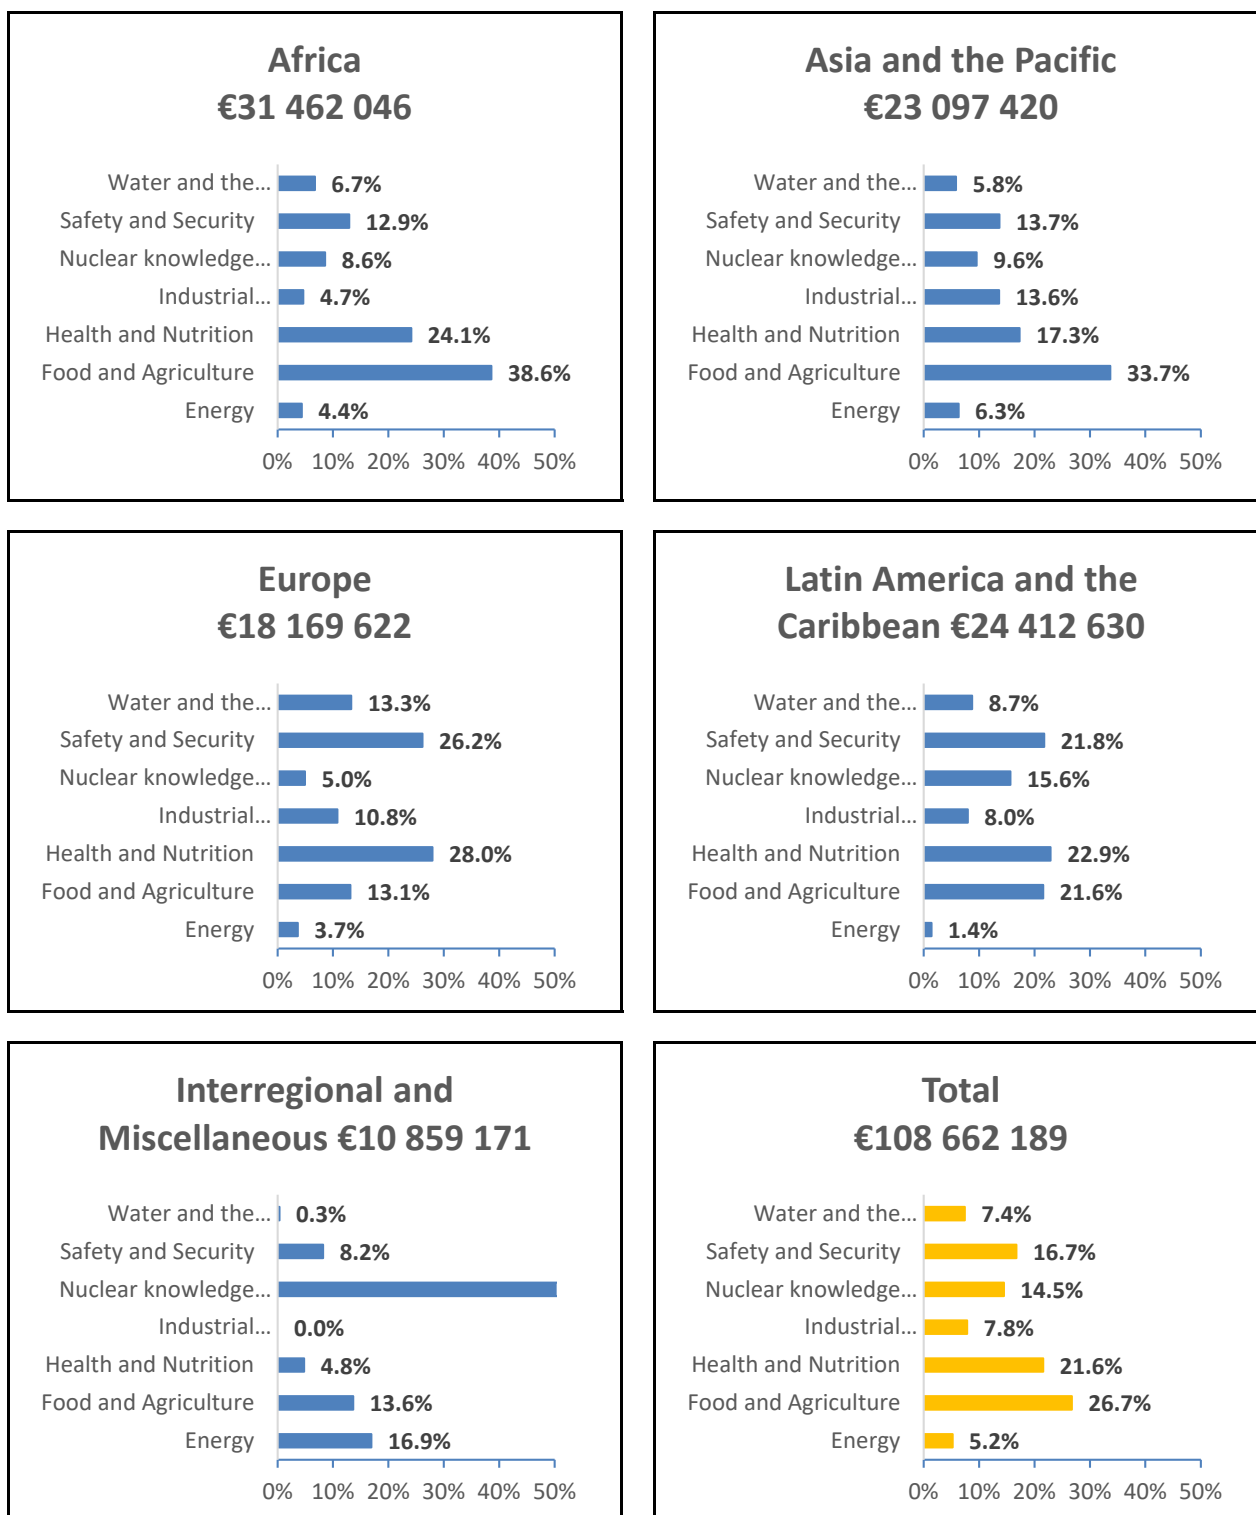 Africa
€31 462 046
Water and the... 6.7%
Safety and Security 12.9%
Nuclear knowledge... 8.6%
Industrial... 4.7%
Health and Nutrition 24.1%
Food and Agriculture 38.6%
Energy 4.4%
0% 10% 20% 30% 40% 50%
Asia and the Pacific
€23 097 420
Water and the... 5.8%
Safety and Security 13.7%
Nuclear knowledge... 9.6%
Industrial... 13.6%
Health and Nutrition 17.3%
Food and Agriculture 33.7%
Energy 6.3%
0% 10% 20% 30% 40% 50%
Europe
€18 169 622
Water and the... 13.3%
Safety and Security 26.2%
Nuclear knowledge... 5.0%
Industrial... 10.8%
Health and Nutrition 28.0%
Food and Agriculture 13.1%
Energy 3.7%
0% 10% 20% 30% 40% 50%
Latin America and the
Caribbean €24 412 630
Water and the... 8.7%
Safety and Security 21.8%
Nuclear knowledge... 15.6%
Industrial... 8.0%
Health and Nutrition 22.9%
Food and Agriculture 21.6%
Energy 1.4%
0% 10% 20% 30% 40% 50%
Interregional and
Miscellaneous €10 859 171
Water and the... 0.3%
Safety and Security 8.2%
Nuclear knowledge...
Industrial... 0.0%
Health and Nutrition 4.8%
Food and Agriculture 13.6%
Energy 16.9%
0% 10% 20% 30% 40% 50%
Total
€108 662 189
Water and the... 7.4%
Safety and Security 16.7%
Nuclear knowledge... 14.5%
Industrial... 7.8%
Health and Nutrition 21.6%
Food and Agriculture 26.7%
Energy 5.2%
0% 10% 20% 30% 40% 50%